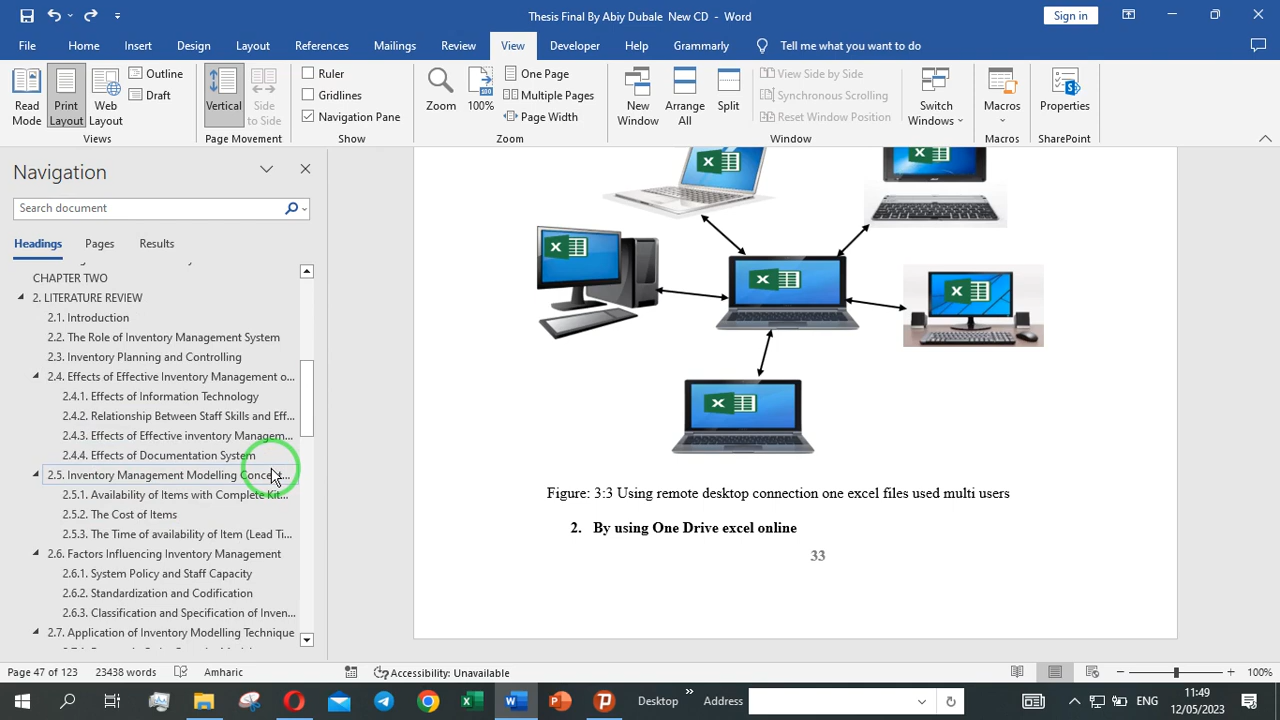 Thesis Final By Abiy Dubale New CD - Word
Sign in
File Home Insert Design Layout References Mailings Review View Developer Help Grammarly Tell me what you want to do
Read Mode
Print Layout
Web Layout
Outline
Draft
Views
Vertical
Side to Side
Page Movement
Ruler
Gridlines
Navigation Pane
Show
Zoom
100%
One Page
Multiple Pages
Page Width
Zoom
New Window
Arrange All
Split
View Side by Side
Synchronous Scrolling
Reset Window Position
Window
Switch Windows
Macros
Macros
Properties
SharePoint
Navigation
Search document
Headings Pages Results
CHAPTER TWO
2. LITERATURE REVIEW
2.1. Introduction
2.2. The Role of Inventory Management System
2.3. Inventory Planning and Controlling
2.4. Effects of Effective Inventory Management o...
2.4.1. Effects of Information Technology
2.4.2. Relationship Between Staff Skills and Eff...
2.4.3. Effects of Effective inventory Managem...
2.4.4. Effects of Documentation System
2.5. Inventory Management Modelling Concept...
2.5.1. Availability of Items with Complete Kit...
2.5.2. The Cost of Items
2.5.3. The Time of availability of Item (Lead Ti...
2.6. Factors Influencing Inventory Management
2.6.1. System Policy and Staff Capacity
2.6.2. Standardization and Codification
2.6.3. Classification and Specification of Inven...
2.7. Application of Inventory Modelling Technique
Figure: 3:3 Using remote desktop connection one excel files used multi users
2. By using One Drive excel online
33
Page 47 of 123 23438 words Amharic Accessibility: Unavailable 100%
Desktop Address ENG 11:49
12/05/2023